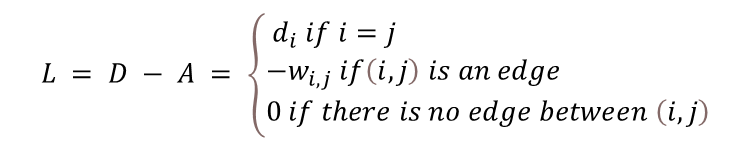 d_i if i = j
L = D − A = { −w_{i,j} if (i,j) is an edge
0 if there is no edge between (i,j)